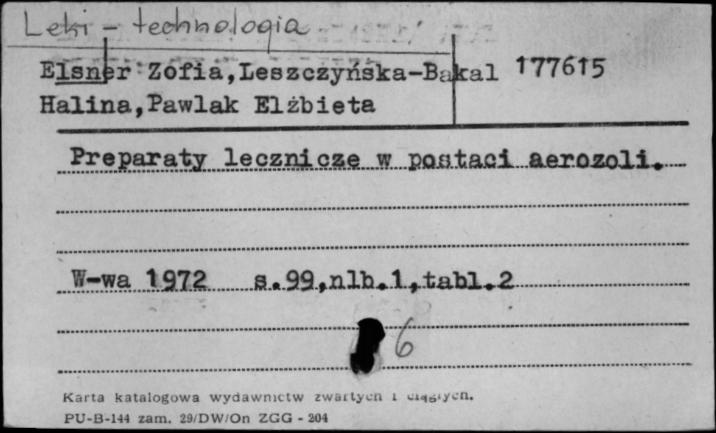 Leki - technologia
Elsner Zofia,Leszczyńska-Bakal 177615
Halina,Pawlak Elżbieta
Preparaty lecznicze w postaci aerozoli.
W-wa 1972 s.99,nlb.1,tabl.2
6
Karta katalogowa wydawnictw zwartych i ciągłych.
PU-B-144 zam. 29/DW/On ZGG - 204